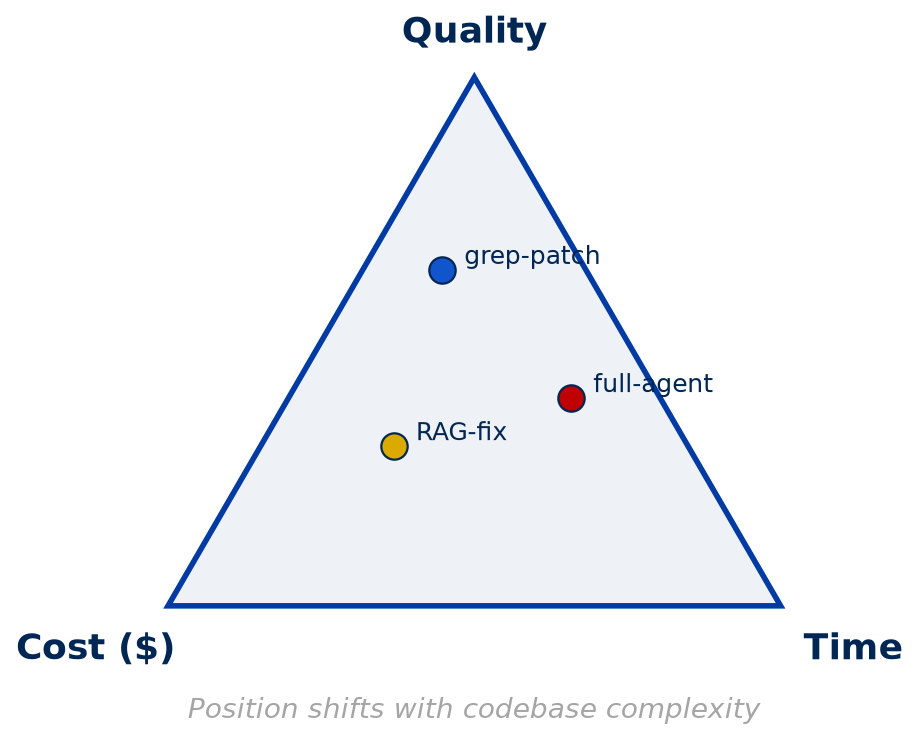 Quality
grep-patch
full-agent
RAG-fix
Cost ($)
Time
Position shifts with codebase complexity